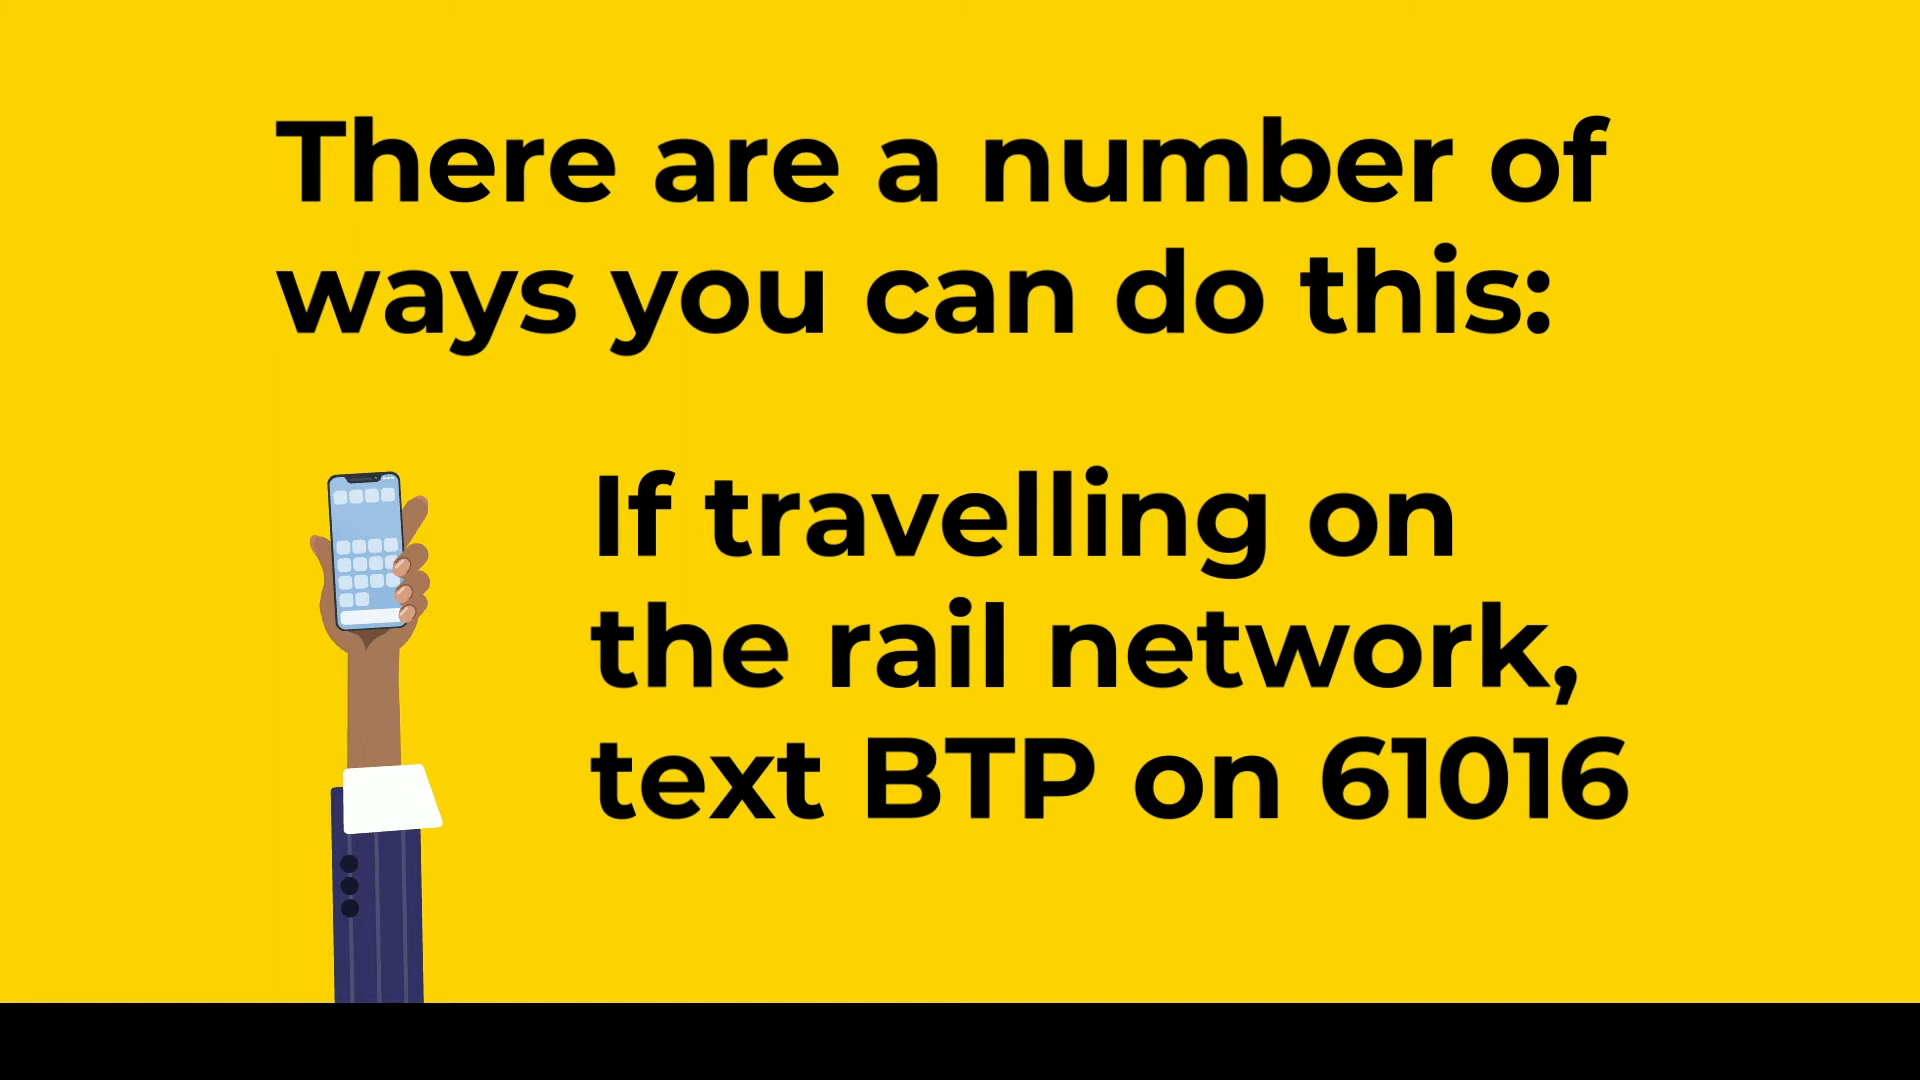 There are a number of
ways you can do this:
If travelling on
the rail network,
text BTP on 61016